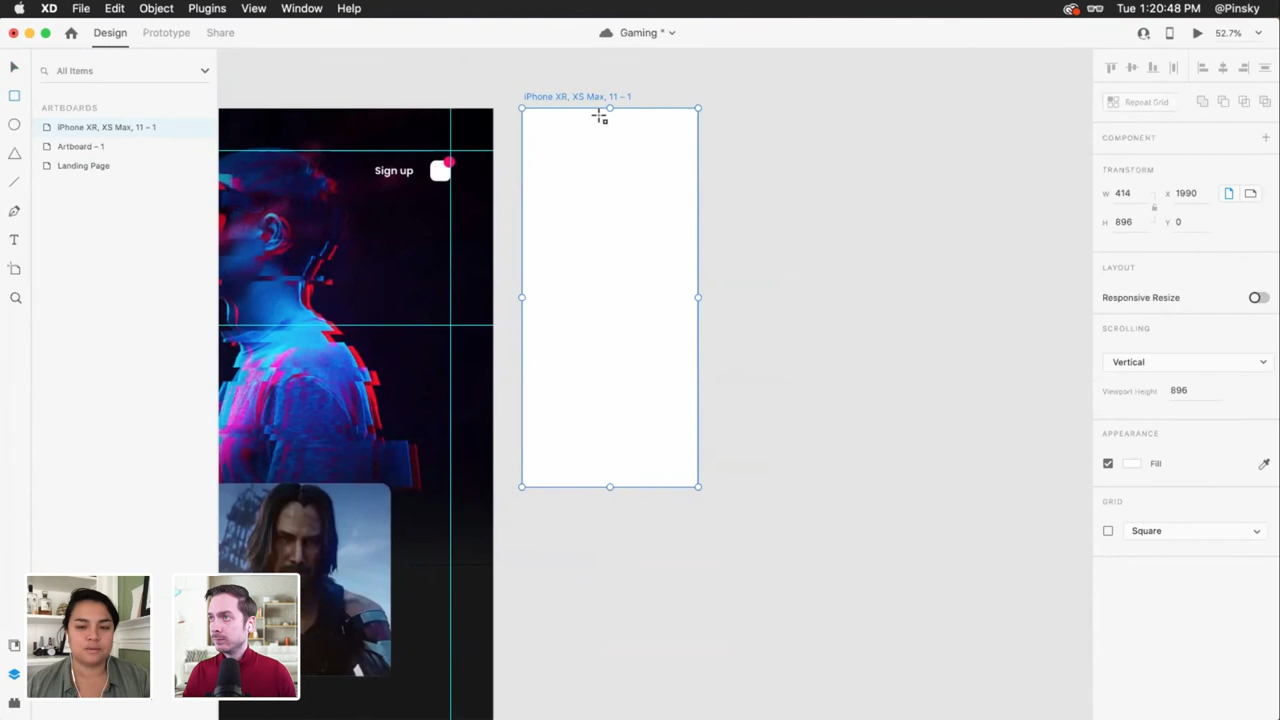 XD File Edit Object Plugins View Window Help Tue 1:20:48 PM @Pinsky
Design Prototype Share Gaming * 52.7%
All Items
ARTBOARDS
iPhone XR, XS Max, 11 – 1
Artboard – 1
Landing Page
iPhone XR, XS Max, 11 – 1
Sign up
Repeat Grid
COMPONENT
TRANSFORM
W 414 X 1990
H 896 Y 0
LAYOUT
Responsive Resize
SCROLLING
Vertical
Viewport Height 896
APPEARANCE
Fill
GRID
Square